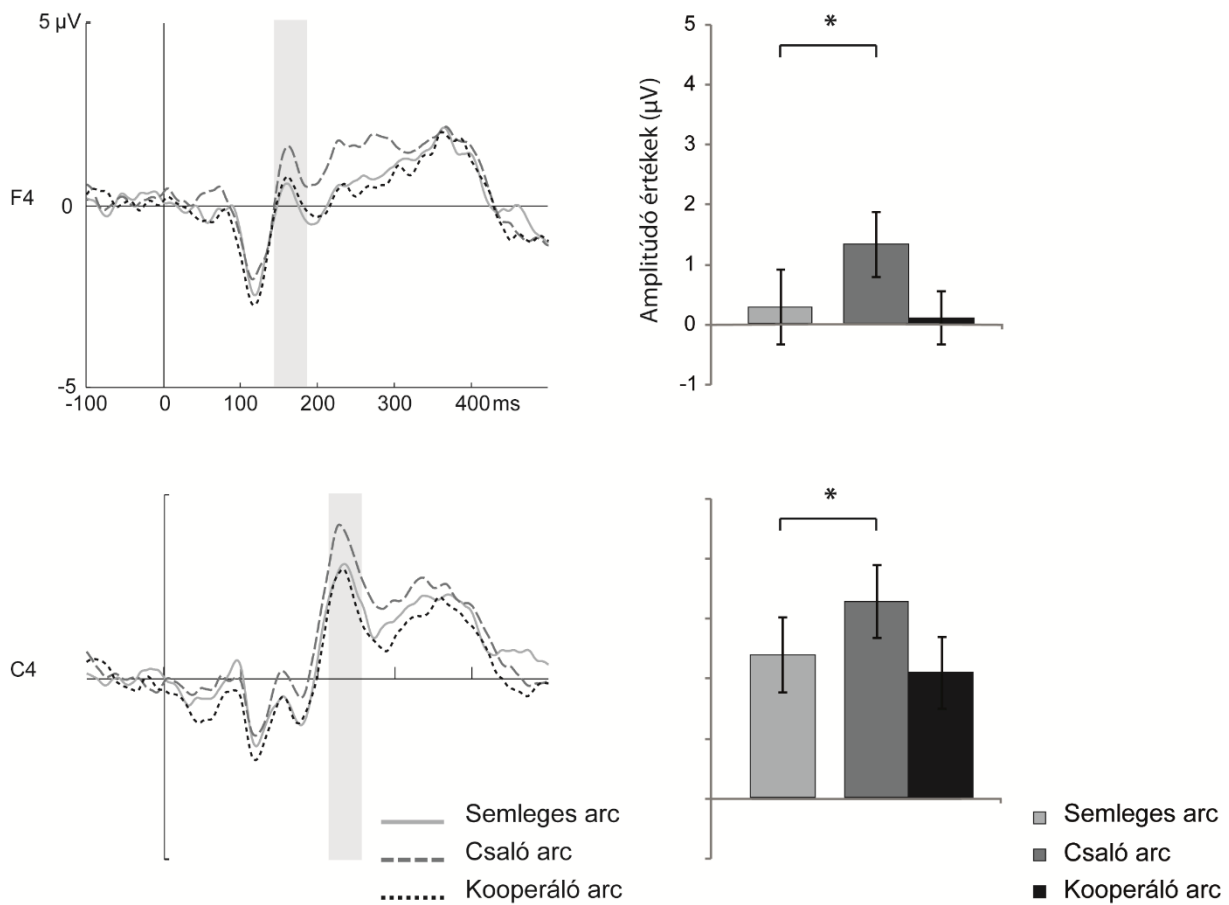 5 µV
F4
0
-5
-100 0 100 200 300 400 ms
Amplitúdó értékek (µV)
5
4
3
2
1
0
-1
*
C4
*
Semleges arc
Csaló arc
Kooperáló arc
Semleges arc
Csaló arc
Kooperáló arc